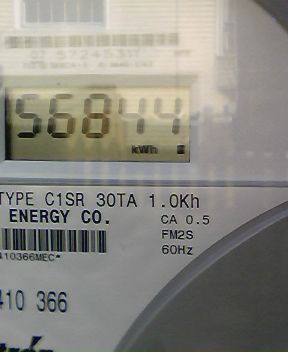 56844
kWh
TYPE C1SR 30TA 1.0Kh
ENERGY CO. CA 0.5
FM2S
60Hz
410366MEC*
410 366